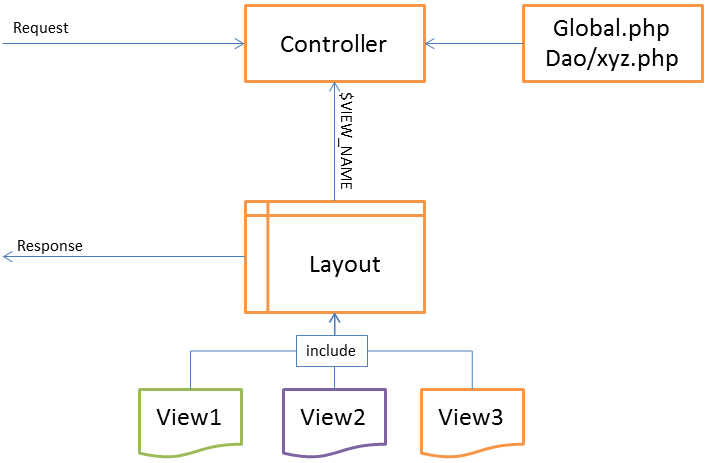 Request
Controller
Global.php
Dao/xyz.php
$VIEW_NAME
Response
Layout
include
View1
View2
View3